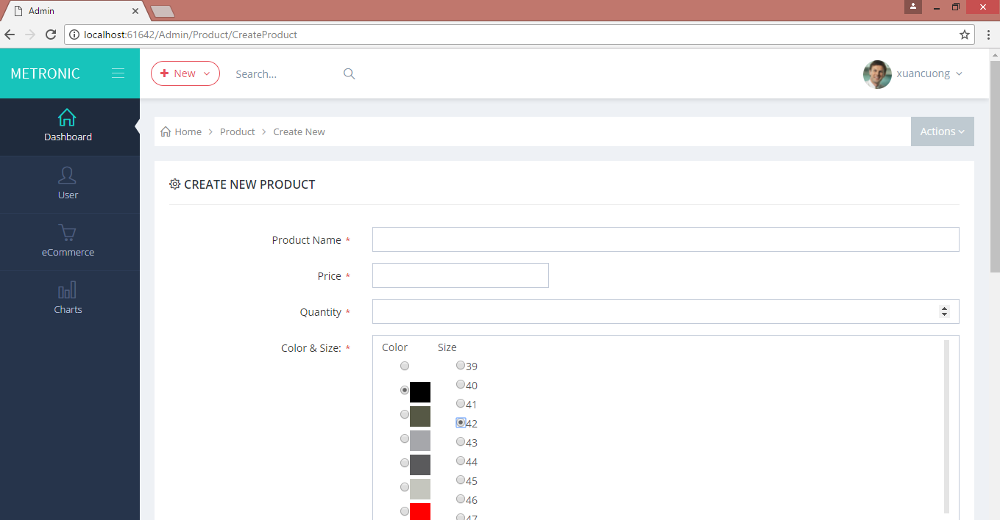 Admin
localhost:61642/Admin/Product/CreateProduct
METRONIC
New
Search...
xuancuong
Dashboard
User
eCommerce
Charts
Home > Product > Create New
Actions
CREATE NEW PRODUCT
Product Name *
Price *
Quantity *
Color & Size: *
Color Size
39
40
41
42
43
44
45
46
47